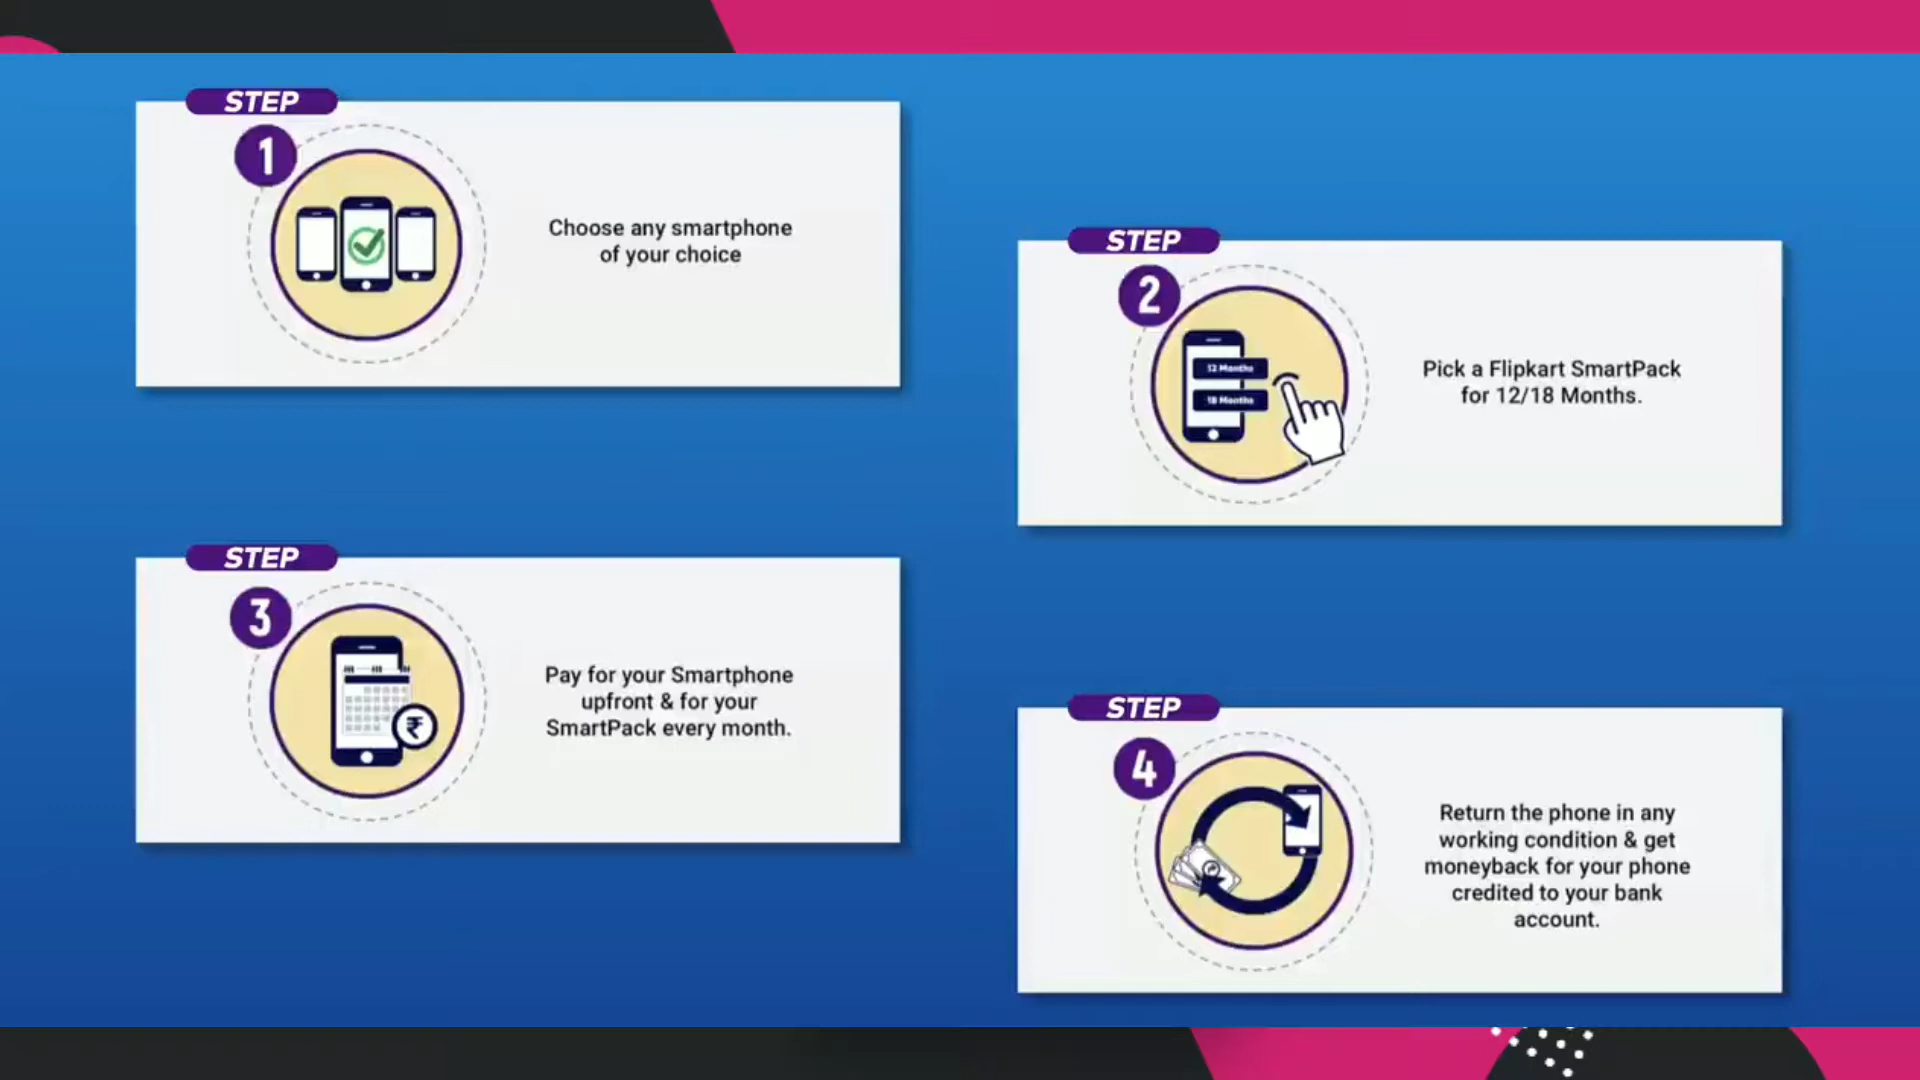 STEP
1
Choose any smartphone
of your choice
STEP
2
12 Months
18 Months
Pick a Flipkart SmartPack
for 12/18 Months.
STEP
3
₹
Pay for your Smartphone
upfront & for your
SmartPack every month.
STEP
4
Return the phone in any
working condition & get
moneyback for your phone
credited to your bank
account.